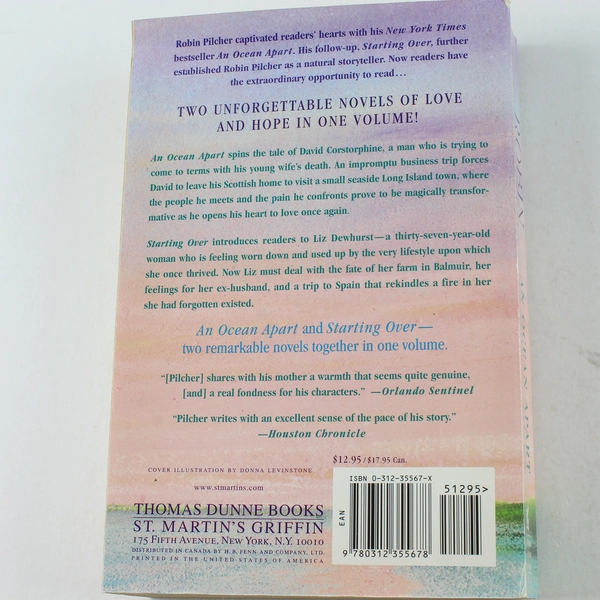 Robin Pilcher captivated readers' hearts with his New York Times
bestseller An Ocean Apart. His follow-up, Starting Over, further
established Robin Pilcher as a natural storyteller. Now readers have
the extraordinary opportunity to read...
TWO UNFORGETTABLE NOVELS OF LOVE
AND HOPE IN ONE VOLUME!
An Ocean Apart spins the tale of David Corstorphine, a man who is trying to
come to terms with his young wife's death. An impromptu business trip forces
David to leave his Scottish home to visit a small seaside Long Island town, where
the people he meets and the pain he confronts prove to be magically transfor-
mative as he opens his heart to love once again.
Starting Over introduces readers to Liz Dewhurst—a thirty-seven-year-old
woman who is feeling worn down and used up by the very lifestyle upon which
she once thrived. Now Liz must deal with the fate of her farm in Balmuir, her
feelings for her ex-husband, and a trip to Spain that rekindles a fire in her
she had forgotten existed.
An Ocean Apart and Starting Over—
two remarkable novels together in one volume.
"[Pilcher] shares with his mother a warmth that seems quite genuine,
[and] a real fondness for his characters." —Orlando Sentinel
"Pilcher writes with an excellent sense of the pace of his story."
—Houston Chronicle
$12.95/$17.95 Can.
COVER ILLUSTRATION BY DONNA LEVINSTONE
www.stmartins.com
THOMAS DUNNE BOOKS
ST. MARTIN'S GRIFFIN
175 FIFTH AVENUE, NEW YORK, N.Y. 10010
DISTRIBUTED IN CANADA BY H. B. FENN AND COMPANY, LTD.
PRINTED IN THE UNITED STATES OF AMERICA
ISBN 0-312-35567-X
51295>
EAN
9 780312 355678